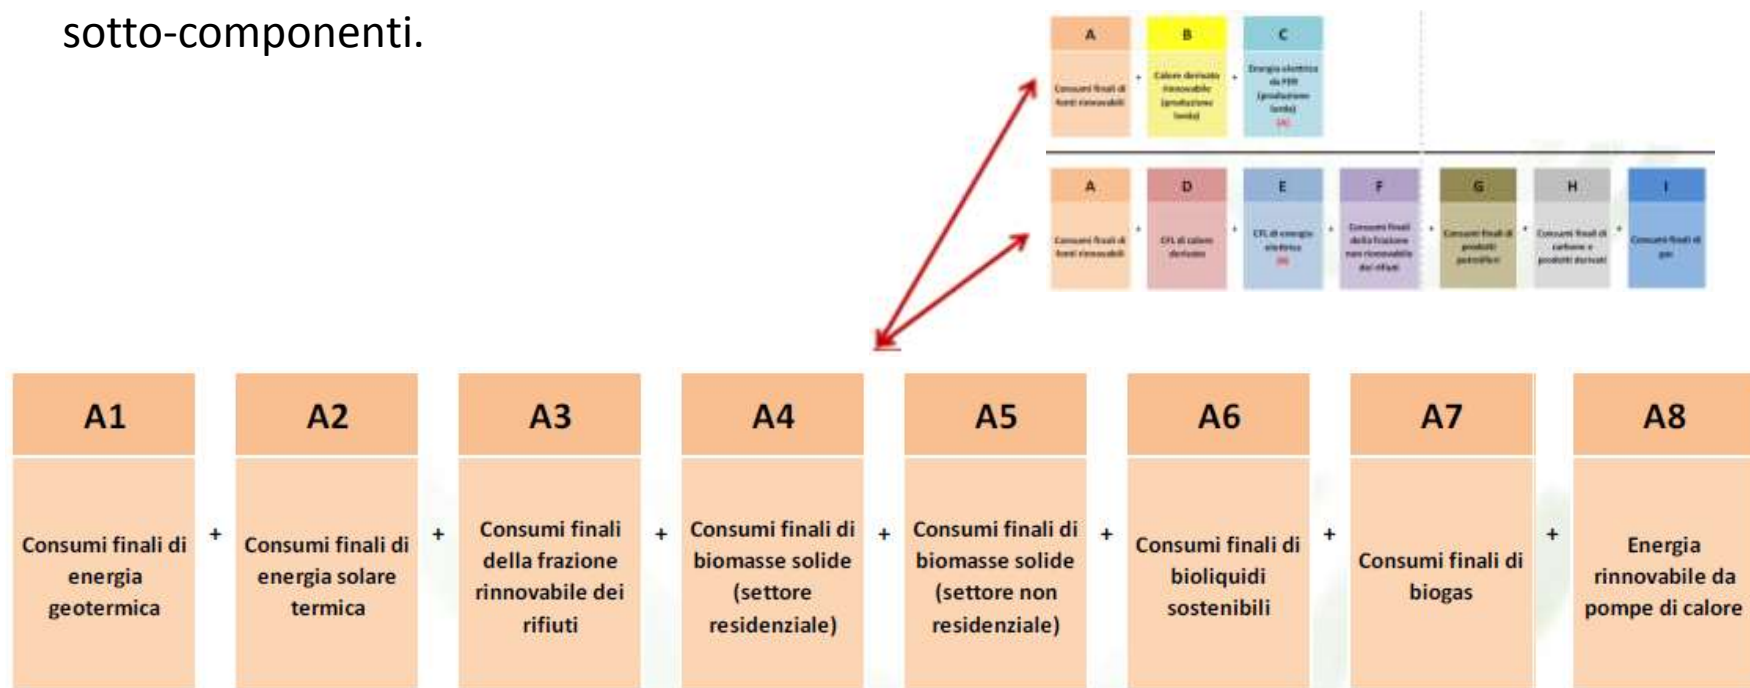 sotto-componenti.
A
B
C
Consumi finali di
fonti rinnovabili
+
Calore derivato
rinnovabile
(produzione
lorda)
+
Energia elettrica
da FER
(produzione
lorda)
A
D
E
F
G
H
I
Consumi finali di
fonti rinnovabili
+
CFL di calore
derivato
+
CFL di energia
elettrica
+
Consumi finali
della frazione
non rinnovabile
dei rifiuti
+
Consumi finali di
prodotti
petroliferi
+
Consumi finali di
carbone e
prodotti derivati
+
Consumi finali di
gas
A1
A2
A3
A4
A5
A6
A7
A8
Consumi finali di
energia
geotermica
+
Consumi finali di
energia solare
termica
+
Consumi finali
della frazione
rinnovabile dei
rifiuti
+
Consumi finali di
biomasse solide
(settore
residenziale)
+
Consumi finali di
biomasse solide
(settore non
residenziale)
+
Consumi finali di
bioliquidi
sostenibili
+
Consumi finali di
biogas
+
Energia
rinnovabile da
pompe di calore